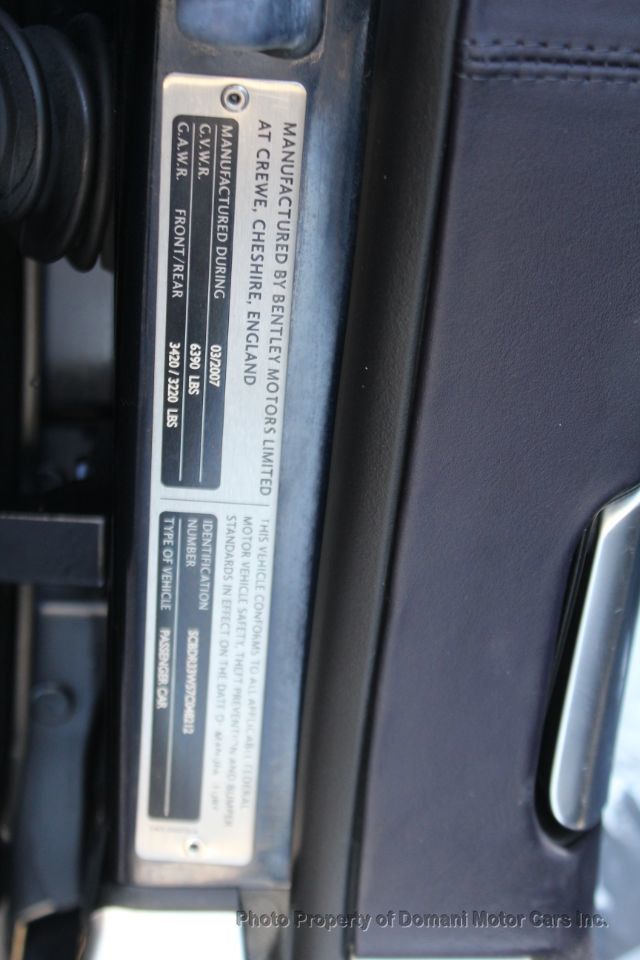 MANUFACTURED BY BENTLEY MOTORS LIMITED
AT CREWE, CHESHIRE, ENGLAND
MANUFACTURED DURING 03/2007
G.V.W.R. 6390 LBS
G.A.W.R. FRONT/REAR 3420 / 3220 LBS
THIS VEHICLE CONFORMS TO ALL APPLICABLE FEDERAL
MOTOR VEHICLE SAFETY, THEFT PREVENTION AND BUMPER
STANDARDS IN EFFECT ON THE DATE OF
IDENTIFICATION
NUMBER SCBDR33W57C048212
TYPE OF VEHICLE PASSENGER CAR
Photo Property of Domani Motor Cars Inc.